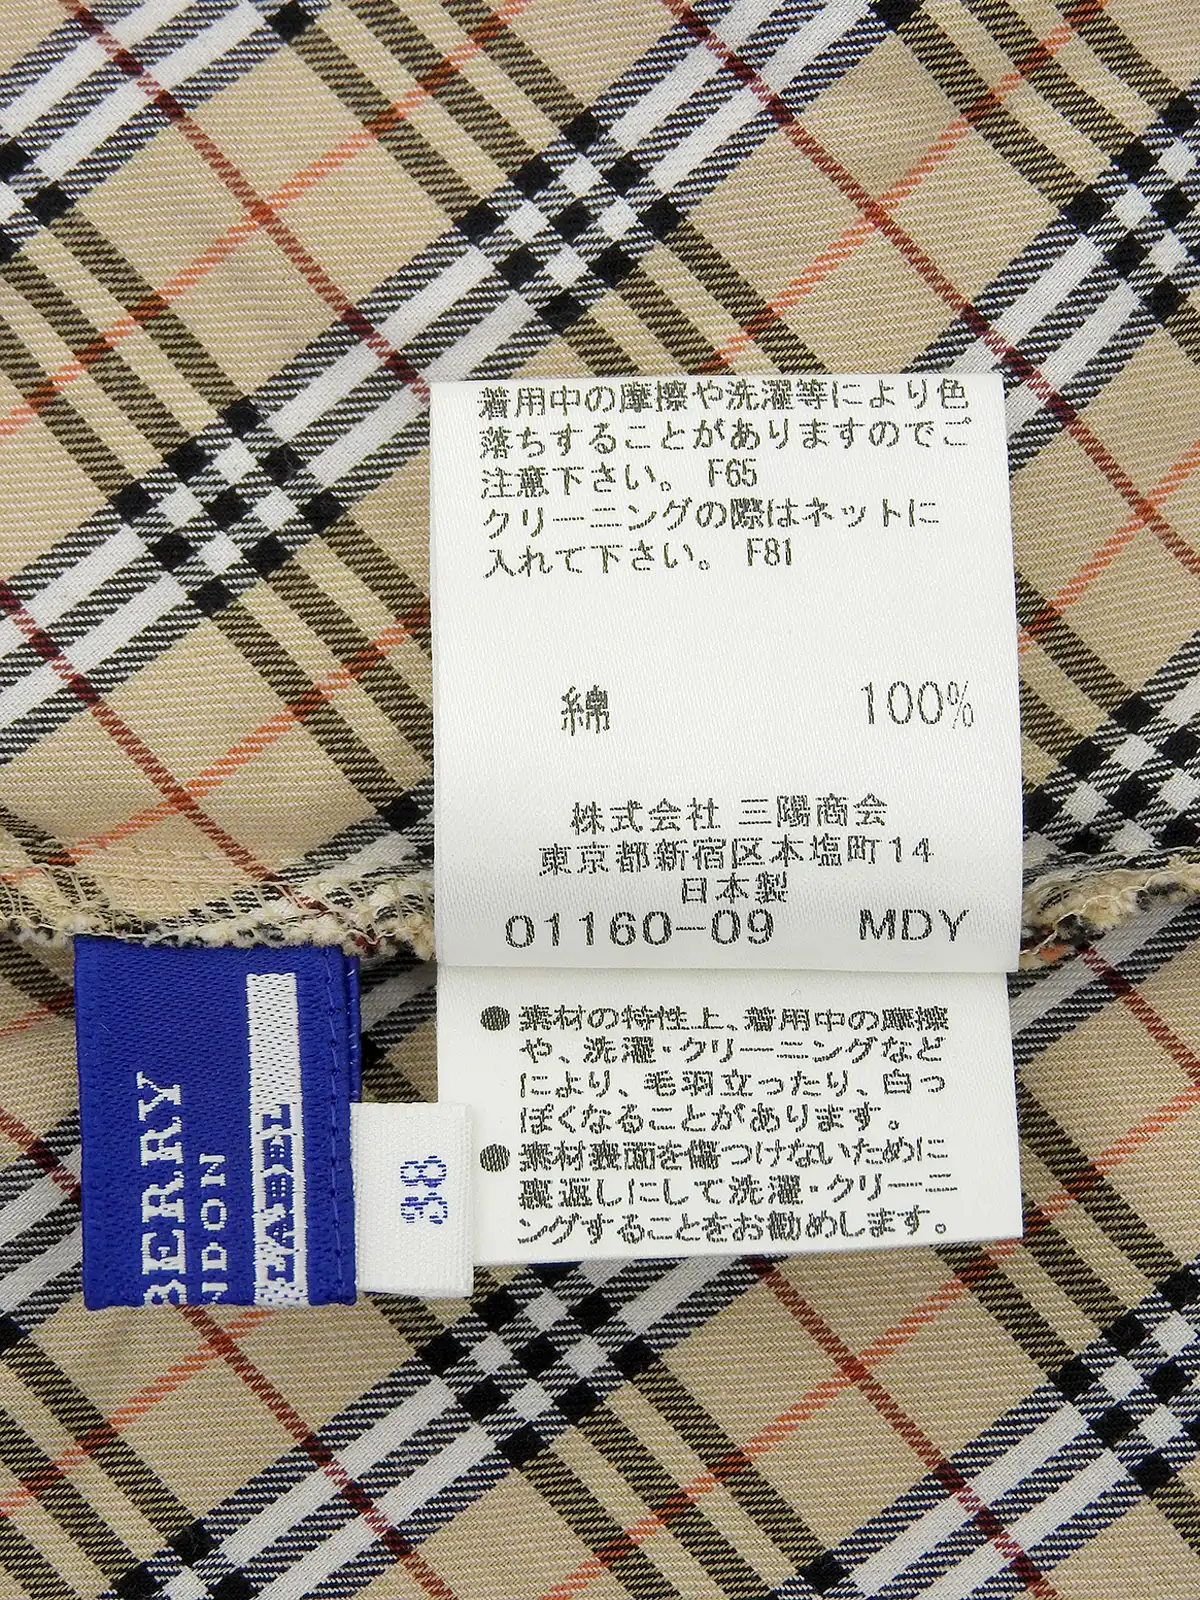 着用中の摩擦や洗濯等により色
落ちすることがありますのでご
注意下さい。 F65
クリーニングの際はネットに
入れて下さい。 F81
綿 100%
株式会社 三陽商会
東京都新宿区本塩町14
日本製
01160-09 MDY
●素材の特性上、着用中の摩擦
や、洗濯・クリーニングなど
により、毛羽立ったり、白っ
ぽくなることがあります。
●素材表面を傷つけないために
裏返しにして洗濯・クリーニ
ングすることをお勧めします。
BERRY
NDON
LABEL
38